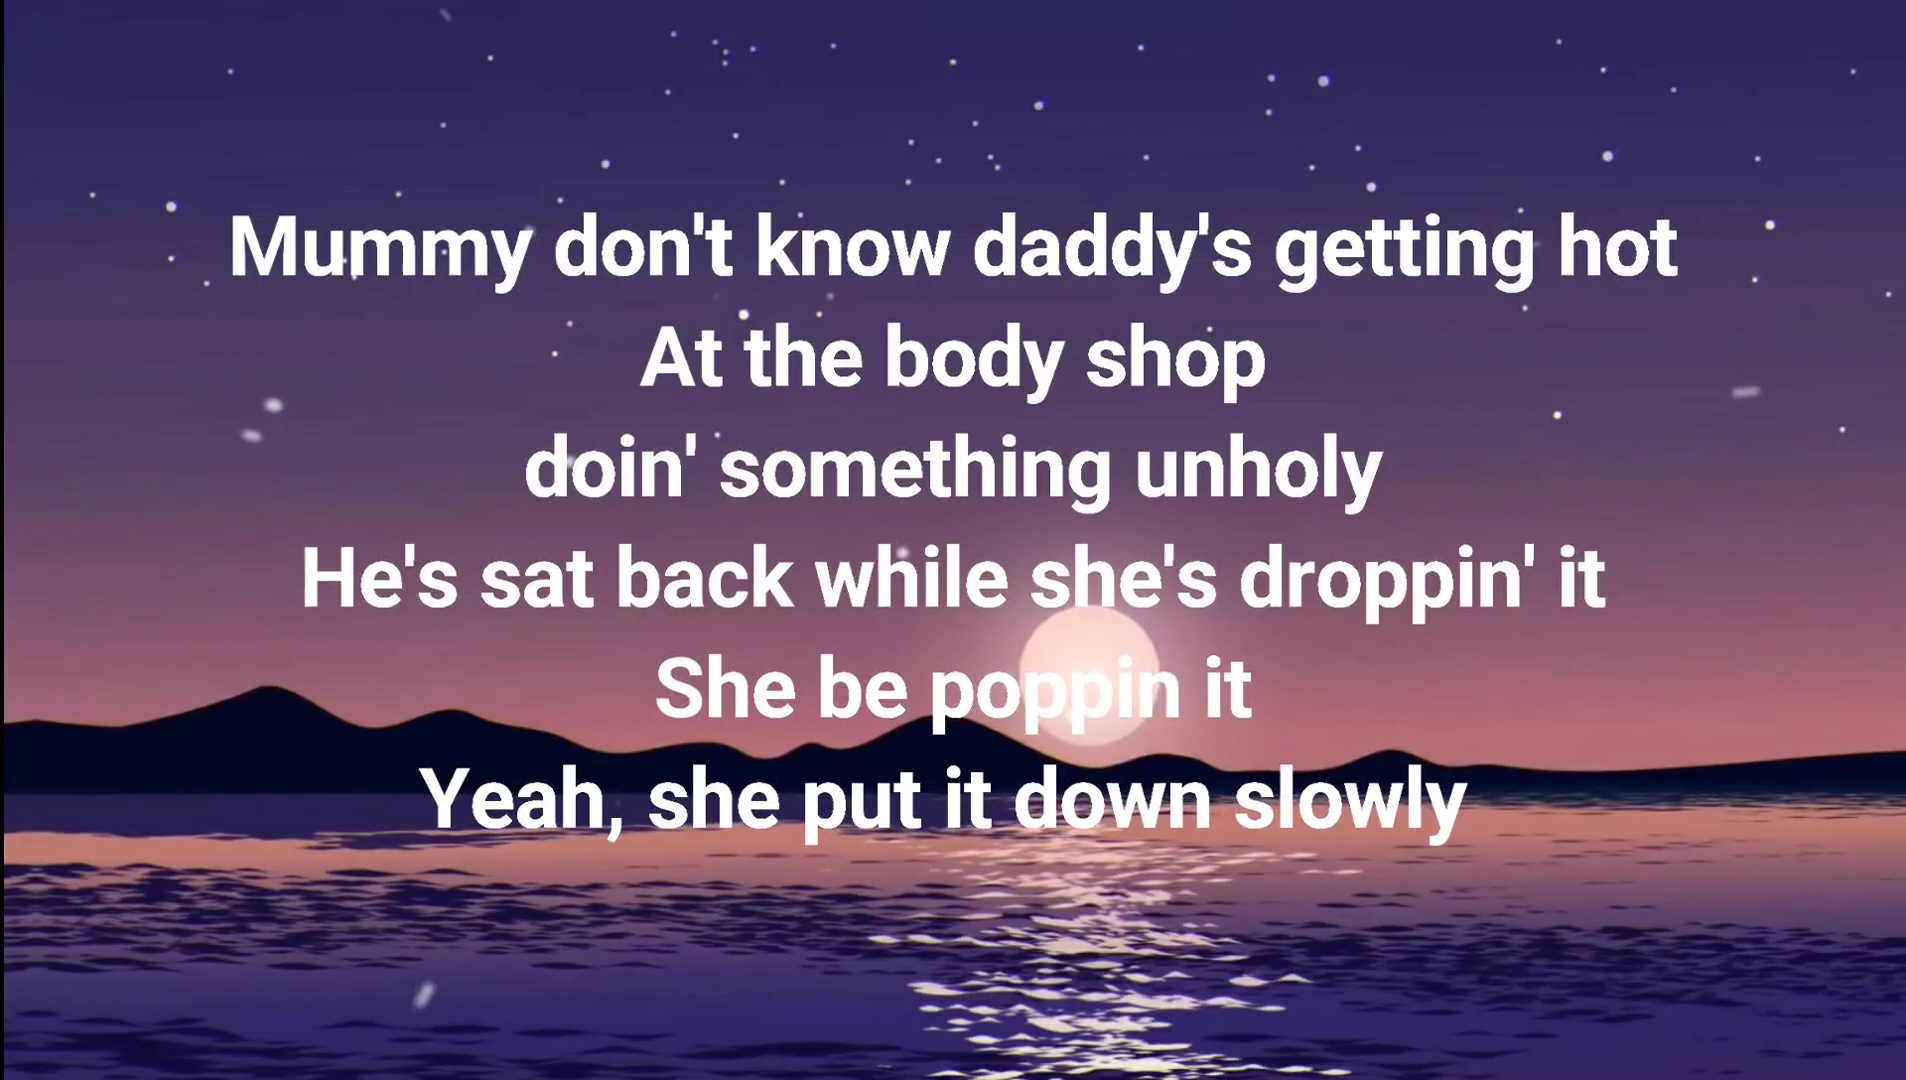 Mummy don't know daddy's getting hot
At the body shop
doin' something unholy
He's sat back while she's droppin' it
She be poppin it
Yeah, she put it down slowly